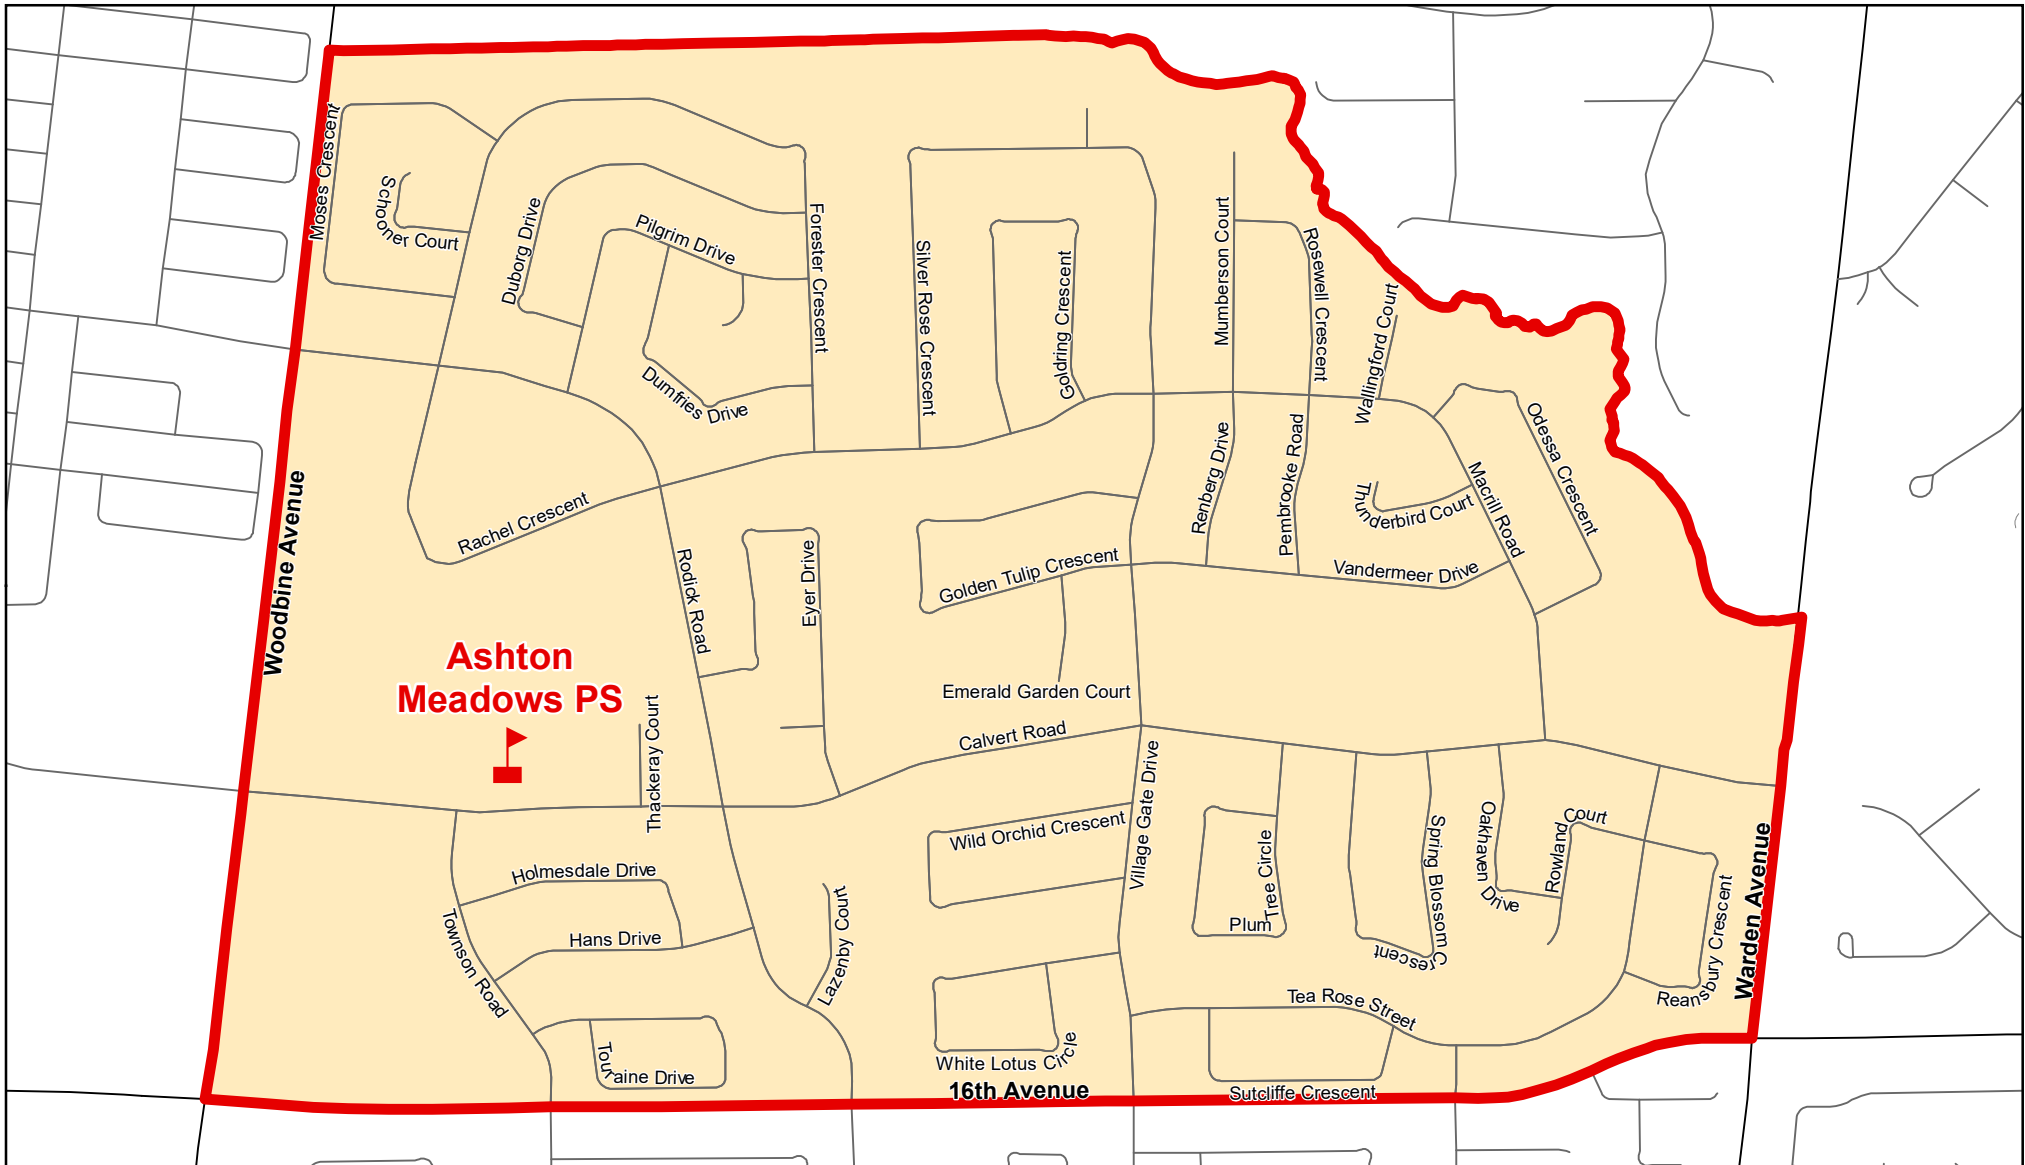 Moses Crescent
Schooner Court
Duborg Drive
Pilgrim Drive
Forester Crescent
Silver Rose Crescent
Goldring Crescent
Mumberson Court
Rosewell Crescent
Wallingford Court
Dumfries Drive
Odessa Crescent
Renberg Drive
Pembrooke Road
Thunderbird Court
Macrill Road
Rachel Crescent
Woodbine Avenue
Rodick Road
Eyer Drive
Golden Tulip Crescent
Vandermeer Drive
Ashton
Meadows PS
Emerald Garden Court
Thackeray Court
Calvert Road
Village Gate Drive
Wild Orchid Crescent
Plum Tree Circle
Spring Blossom Crescent
Oakhaven Drive
Rowland Court
Warden Avenue
Reansbury Crescent
Holmesdale Drive
Hans Drive
Townson Road
Lazenby Court
Tea Rose Street
Touraine Drive
White Lotus Circle
16th Avenue
Sutcliffe Crescent